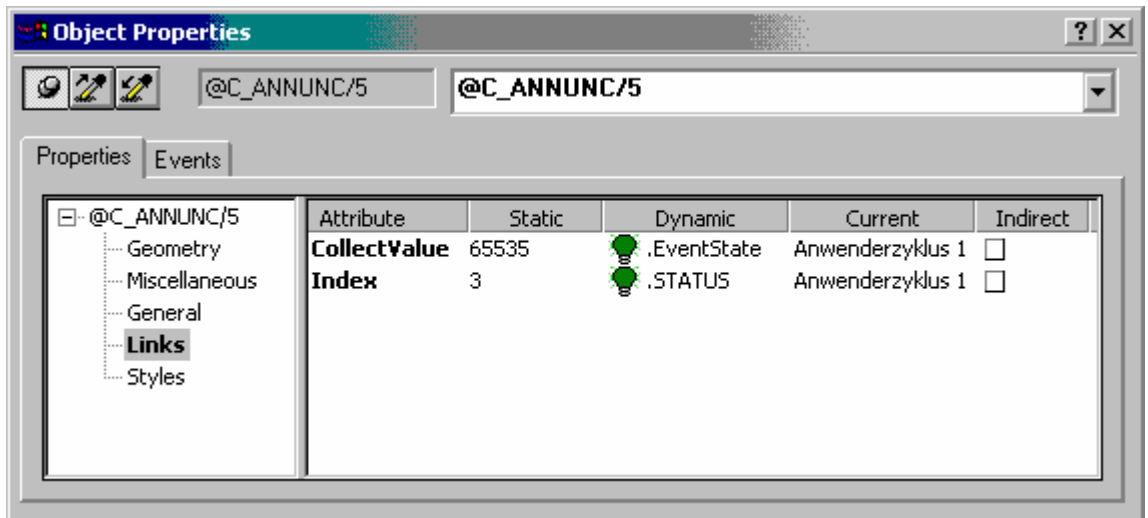 Object Properties
@C_ANNUNC/5 @C_ANNUNC/5
Properties Events
@C_ANNUNC/5
Geometry
Miscellaneous
General
Links
Styles
Attribute Static Dynamic Current Indirect
CollectValue 65535 .EventState Anwenderzyklus 1
Index 3 .STATUS Anwenderzyklus 1